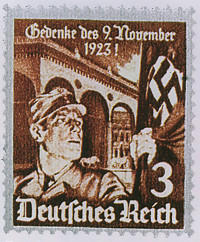 Gedenke des 9. November
1923!
3
Deutsches Reich